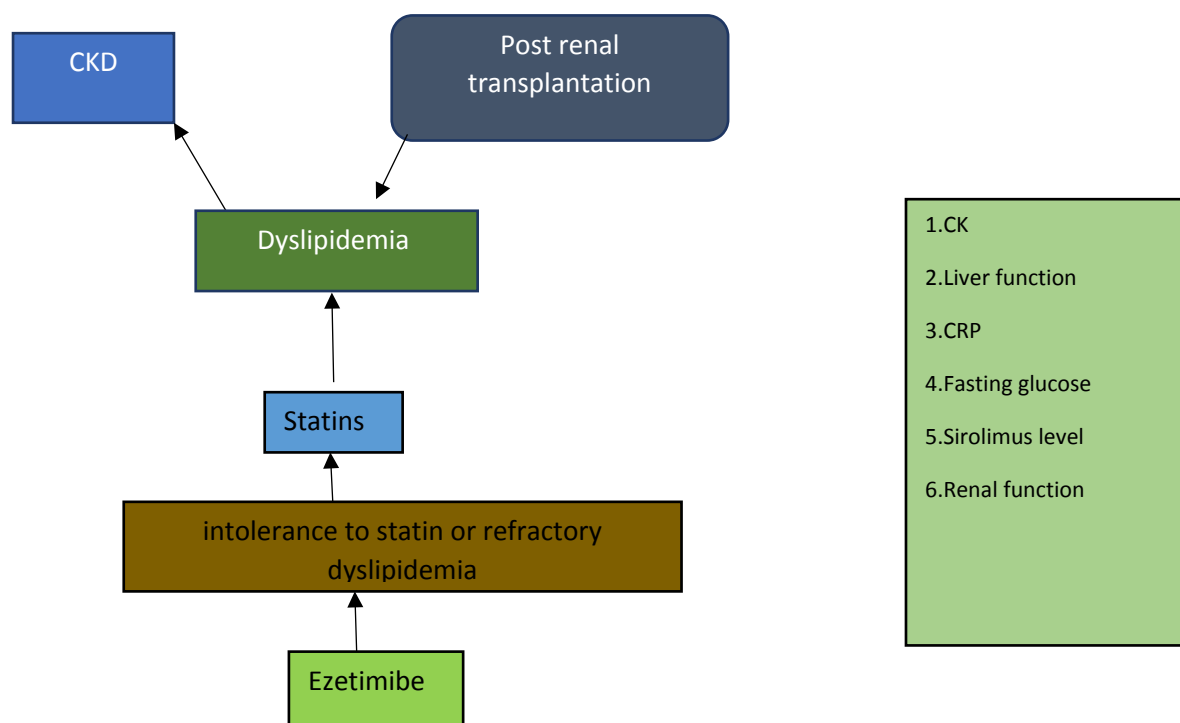 CKD
Post renal
transplantation
Dyslipidemia
Statins
intolerance to statin or refractory
dyslipidemia
Ezetimibe
1.CK
2.Liver function
3.CRP
4.Fasting glucose
5.Sirolimus level
6.Renal function